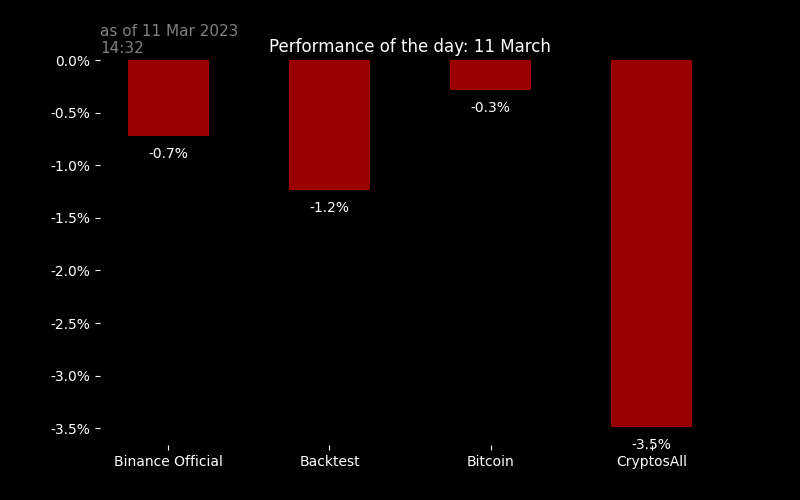 as of 11 Mar 2023
14:32
Performance of the day: 11 March
0.0%
-0.5%
-1.0%
-1.5%
-2.0%
-2.5%
-3.0%
-3.5%
-0.7%
-1.2%
-0.3%
-3.5%
Binance Official
Backtest
Bitcoin
CryptosAll